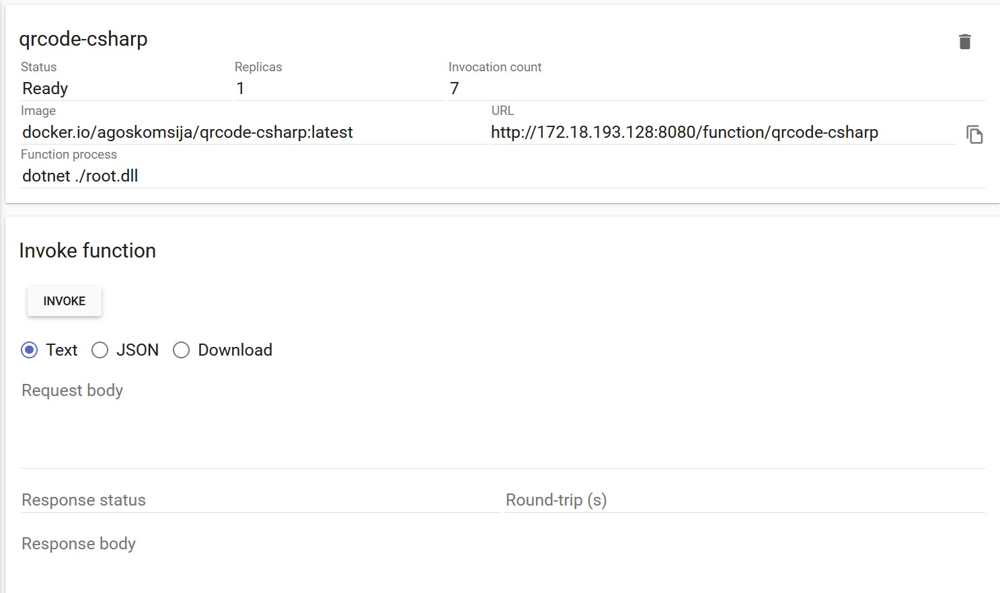 qrcode-csharp
Status Replicas Invocation count
Ready 1 7
Image URL
docker.io/agoskomsija/qrcode-csharp:latest http://172.18.193.128:8080/function/qrcode-csharp
Function process
dotnet ./root.dll
Invoke function
INVOKE
Text JSON Download
Request body
Response status Round-trip (s)
Response body